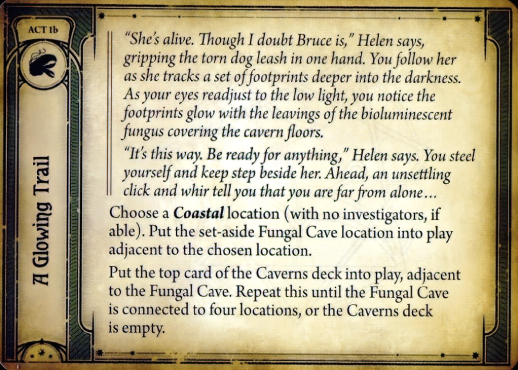 ACT 1b
A Glowing Trail
“She’s alive. Though I doubt Bruce is,” Helen says,
gripping the torn dog leash in one hand. You follow her
as she tracks a set of footprints deeper into the darkness.
As your eyes readjust to the low light, you notice the
footprints glow with the leavings of the bioluminescent
fungus covering the cavern floors.
“It’s this way. Be ready for anything,” Helen says. You steel
yourself and keep step beside her. Ahead, an unsettling
click and whir tell you that you are far from alone…
Choose a Coastal location (with no investigators, if
able). Put the set-aside Fungal Cave location into play
adjacent to the chosen location.
Put the top card of the Caverns deck into play, adjacent
to the Fungal Cave. Repeat this until the Fungal Cave
is connected to four locations, or the Caverns deck
is empty.